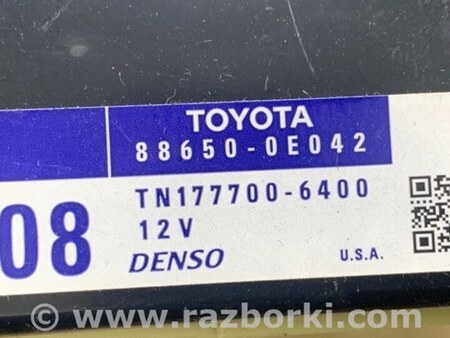 TOYOTA
88650-0E042
TN177700-6400
08
12V
DENSO
U.S.A.
© www.razborki.com